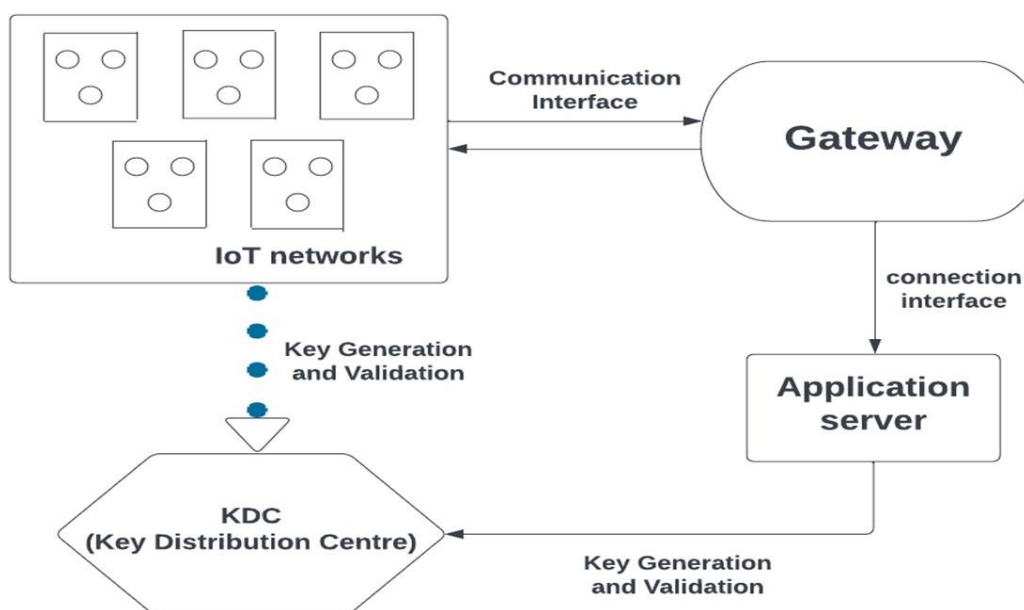 Communication
Interface
Gateway
IoT networks
connection
interface
Key Generation
and Validation
Application
server
KDC
(Key Distribution Centre)
Key Generation
and Validation